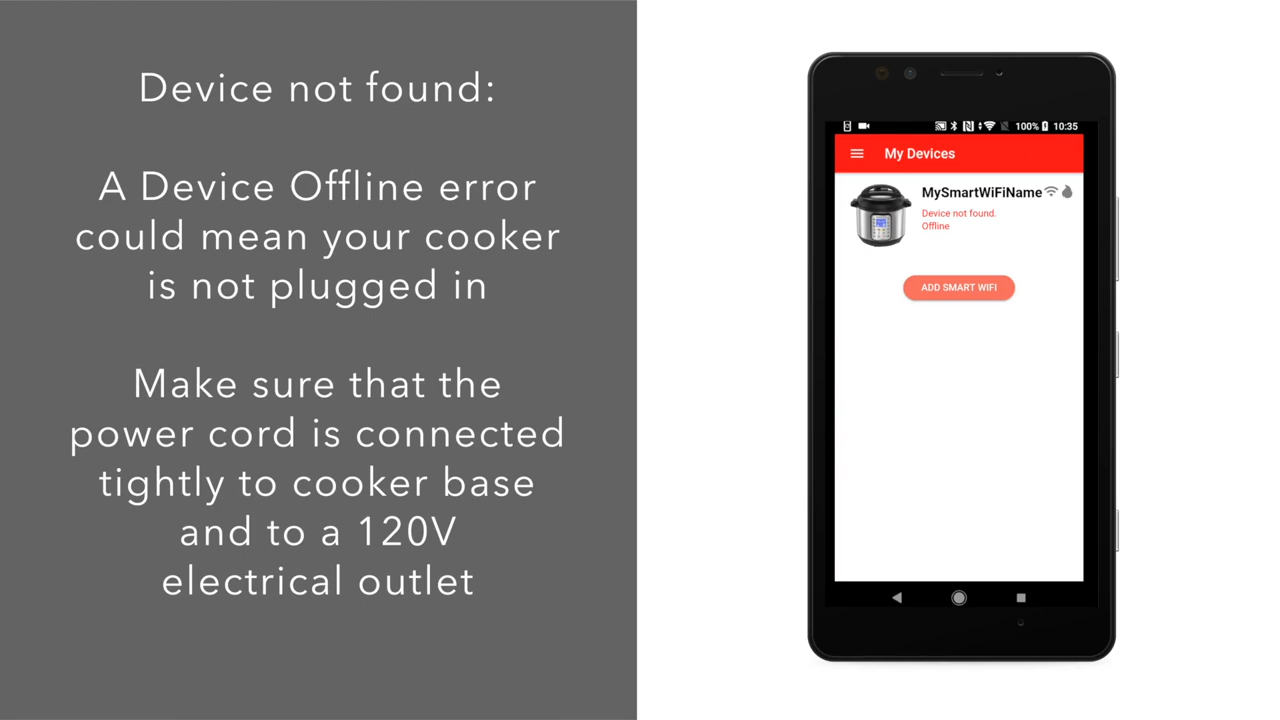 Device not found:
A Device Offline error
could mean your cooker
is not plugged in
Make sure that the
power cord is connected
tightly to cooker base
and to a 120V
electrical outlet
100% 10:35
My Devices
MySmartWiFiName
Device not found.
Offline
ADD SMART WIFI